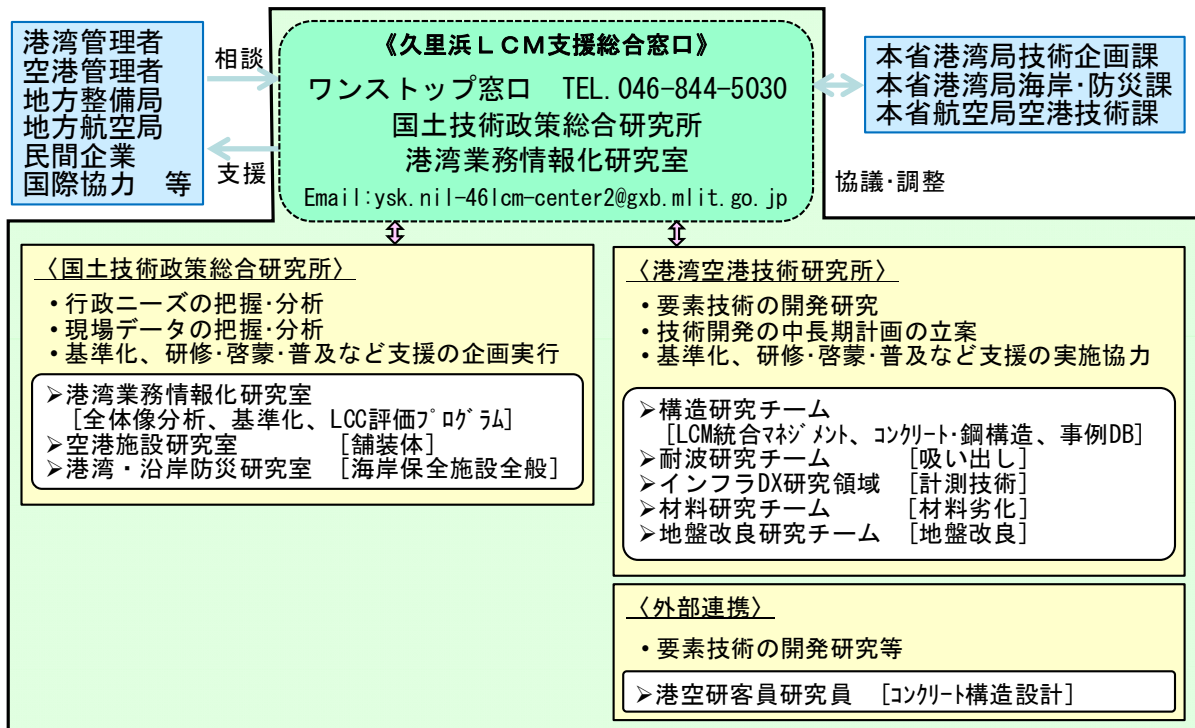 港湾管理者
空港管理者
地方整備局
地方航空局
民間企業
国際協力　等
相談
支援
《久里浜ＬＣＭ支援総合窓口》
ワンストップ窓口　TEL. 046-844-5030
国土技術政策総合研究所
港湾業務情報化研究室
Email:ysk.nil-46lcm-center2@gxb.mlit.go.jp
本省港湾局技術企画課
本省港湾局海岸･防災課
本省航空局空港技術課
協議･調整
〈国土技術政策総合研究所〉
・行政ニーズの把握･分析
・現場データの把握･分析
・基準化、研修･啓蒙･普及など支援の企画実行
➢港湾業務情報化研究室
[全体像分析、基準化、LCC評価ﾌﾟﾛｸﾞﾗﾑ]
➢空港施設研究室　[舗装体]
➢港湾・沿岸防災研究室　[海岸保全施設全般]
〈港湾空港技術研究所〉
・要素技術の開発研究
・技術開発の中長期計画の立案
・基準化、研修･啓蒙･普及など支援の実施協力
➢構造研究チーム
[LCM統合ﾏﾈｼﾞﾒﾝﾄ、ｺﾝｸﾘｰﾄ･鋼構造、事例DB]
➢耐波研究チーム　[吸い出し]
➢インフラDX研究領域　[計測技術]
➢材料研究チーム　[材料劣化]
➢地盤改良研究チーム　[地盤改良]
〈外部連携〉
・要素技術の開発研究等
➢港空研客員研究員　[ｺﾝｸﾘｰﾄ構造設計]